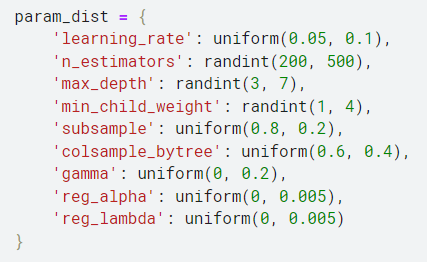 param_dist = {
    'learning_rate': uniform(0.05, 0.1),
    'n_estimators': randint(200, 500),
    'max_depth': randint(3, 7),
    'min_child_weight': randint(1, 4),
    'subsample': uniform(0.8, 0.2),
    'colsample_bytree': uniform(0.6, 0.4),
    'gamma': uniform(0, 0.2),
    'reg_alpha': uniform(0, 0.005),
    'reg_lambda': uniform(0, 0.005)
}